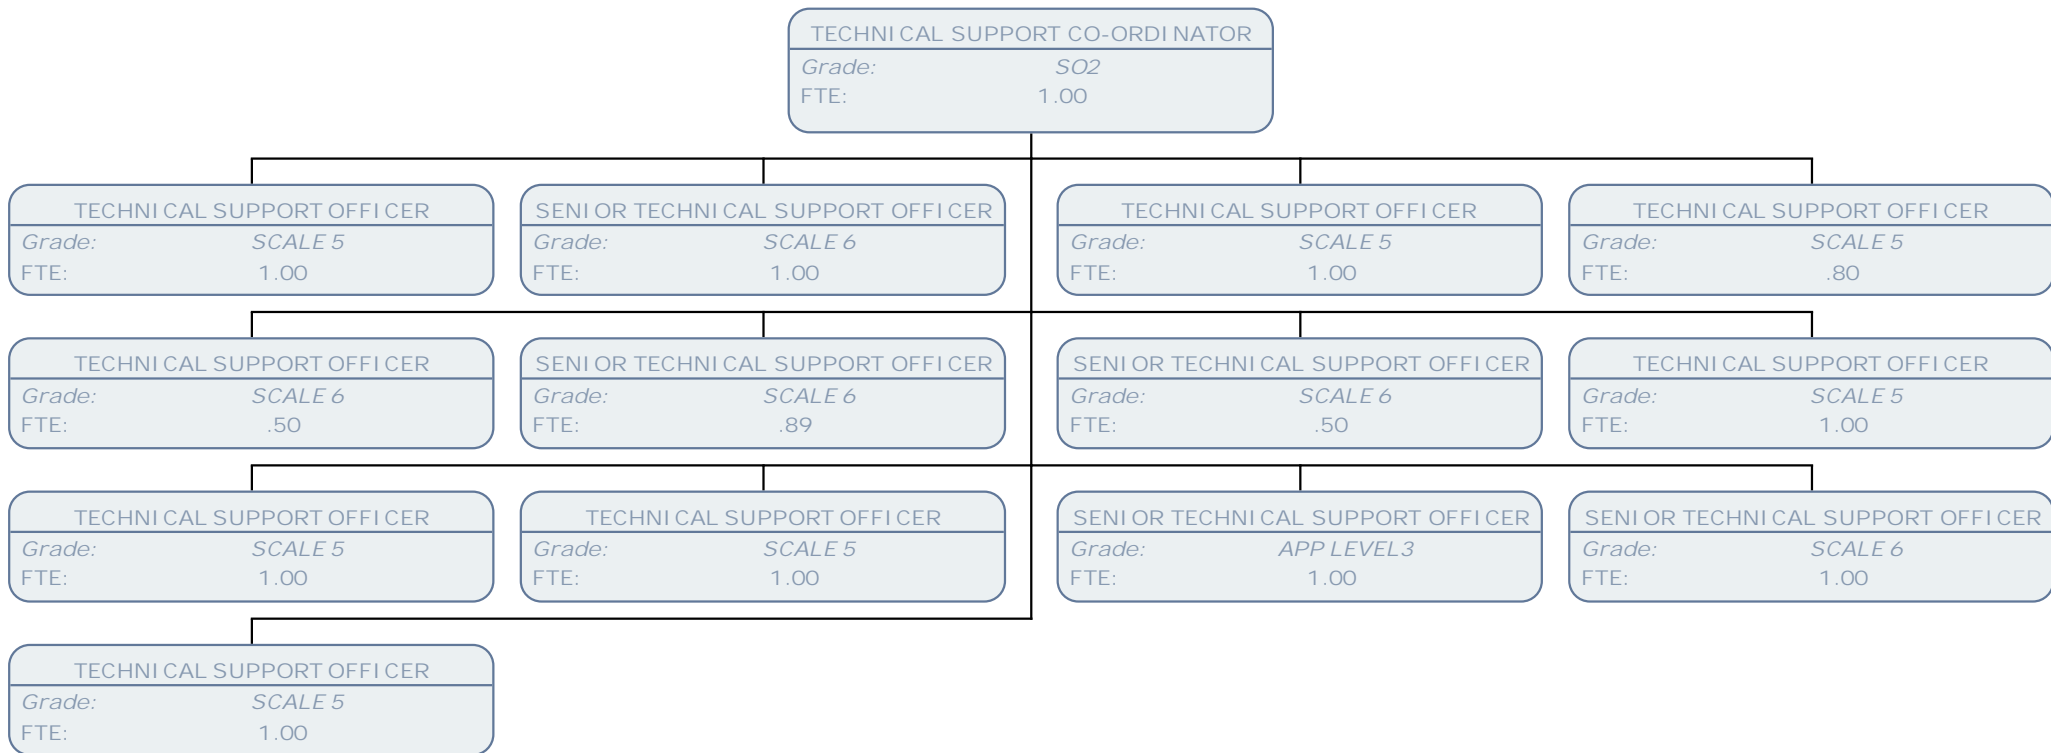 TECHNICAL SUPPORT CO-ORDINATOR
Grade: SO2
FTE: 1.00
TECHNICAL SUPPORT OFFICER
Grade: SCALE 5
FTE: 1.00
SENIOR TECHNICAL SUPPORT OFFICER
Grade: SCALE 6
FTE: 1.00
TECHNICAL SUPPORT OFFICER
Grade: SCALE 5
FTE: 1.00
TECHNICAL SUPPORT OFFICER
Grade: SCALE 5
FTE: .80
TECHNICAL SUPPORT OFFICER
Grade: SCALE 6
FTE: .50
SENIOR TECHNICAL SUPPORT OFFICER
Grade: SCALE 6
FTE: .89
SENIOR TECHNICAL SUPPORT OFFICER
Grade: SCALE 6
FTE: .50
TECHNICAL SUPPORT OFFICER
Grade: SCALE 5
FTE: 1.00
TECHNICAL SUPPORT OFFICER
Grade: SCALE 5
FTE: 1.00
TECHNICAL SUPPORT OFFICER
Grade: SCALE 5
FTE: 1.00
SENIOR TECHNICAL SUPPORT OFFICER
Grade: APP LEVEL3
FTE: 1.00
SENIOR TECHNICAL SUPPORT OFFICER
Grade: SCALE 6
FTE: 1.00
TECHNICAL SUPPORT OFFICER
Grade: SCALE 5
FTE: 1.00